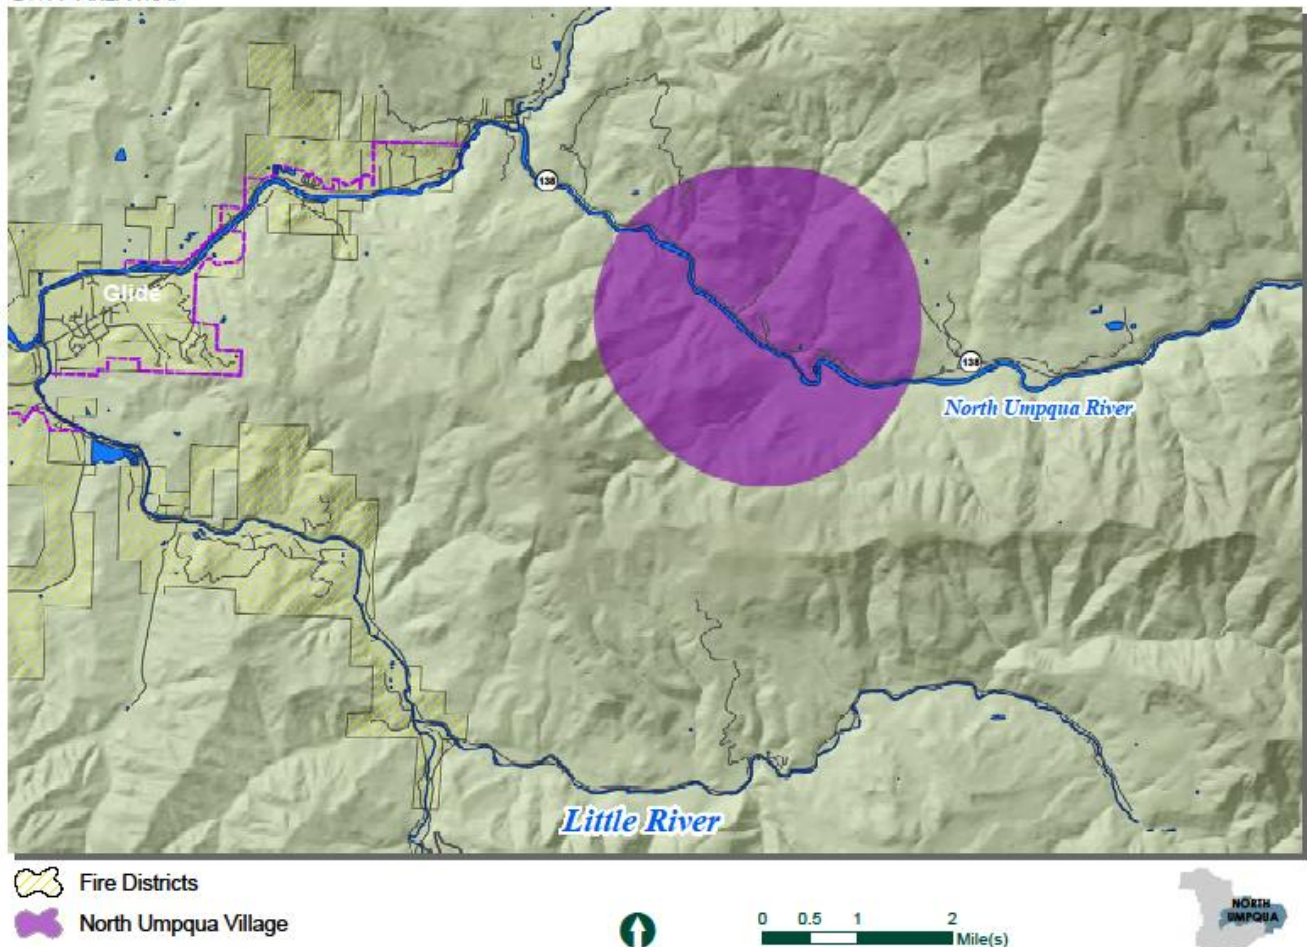 138
Glide
138
North Umpqua River
Little River
Fire Districts
North Umpqua Village
0 0.5 1 2
Mile(s)
NORTH
UMPQUA